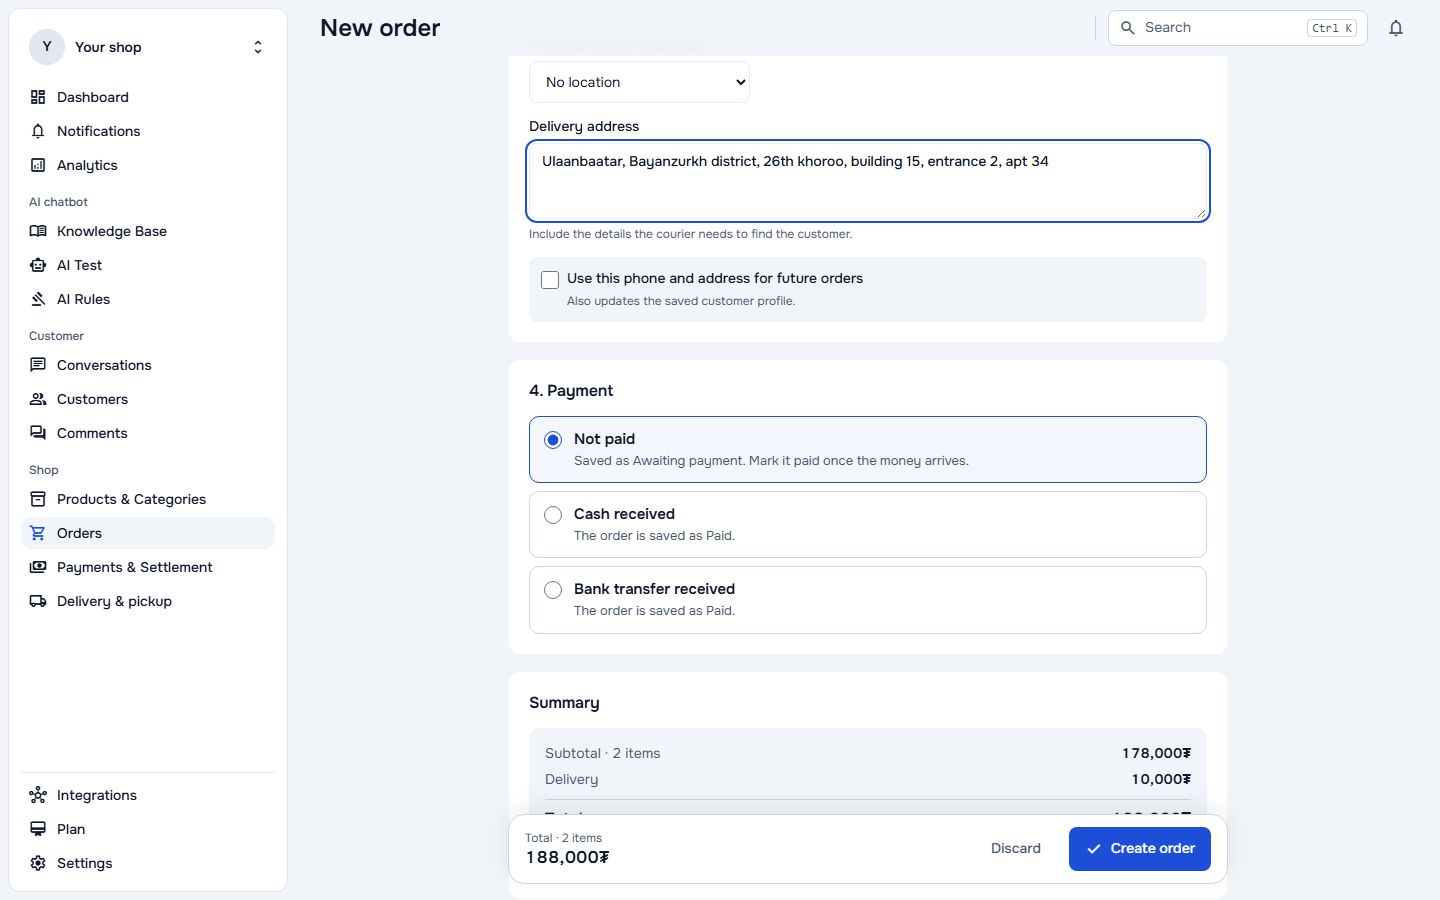 Y
Your shop
Dashboard
Notifications
Analytics
AI chatbot
Knowledge Base
AI Test
AI Rules
Customer
Conversations
Customers
Comments
Shop
Products & Categories
Orders
Payments & Settlement
Delivery & pickup
Integrations
Plan
Settings
New order
Search
Ctrl K
Delivery location (optional)
No location
Delivery address
Ulaanbaatar, Bayanzurkh district, 26th khoroo, building 15, entrance 2, apt 34
Include the details the courier needs to find the customer.
Use this phone and address for future orders
Also updates the saved customer profile.
4. Payment
Not paid
Saved as Awaiting payment. Mark it paid once the money arrives.
Cash received
The order is saved as Paid.
Bank transfer received
The order is saved as Paid.
Summary
Subtotal · 2 items 178,000₮
Delivery 10,000₮
Total · 2 items
188,000₮
Discard
Create order